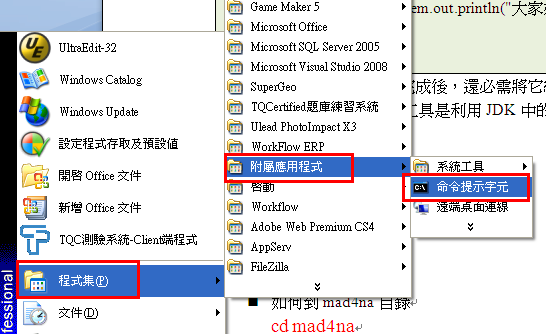 UltraEdit-32
Windows Catalog
Windows Update
設定程式存取及預設值
開啓 Office 文件
新增 Office 文件
TQC測驗系統-Client端程式
程式集(P)
文件(D)
fessional
Game Maker 5
Microsoft Office
Microsoft SQL Server 2005
Microsoft Visual Studio 2008
SuperGeo
TQCertified題庫練習系統
Ulead PhotoImpact X3
WorkFlow ERP
附屬應用程式
啓動
Workflow
Adobe Web Premium CS4
AppServ
FileZilla
系統工具
命令提示字元
遠端桌面連線
em.out.println("大家
成後，還必需將它
工具是利用 JDK 中的
如何到 mad4na 目錄
cd mad4na